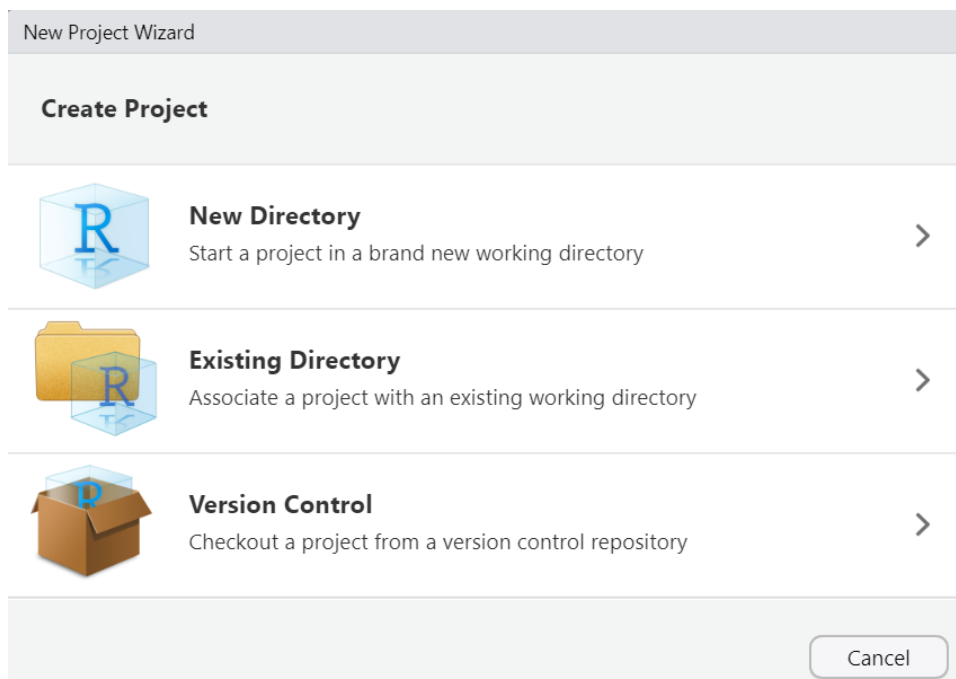 New Project Wizard
Create Project
R
New Directory
Start a project in a brand new working directory
R
Existing Directory
Associate a project with an existing working directory
R
Version Control
Checkout a project from a version control repository
Cancel